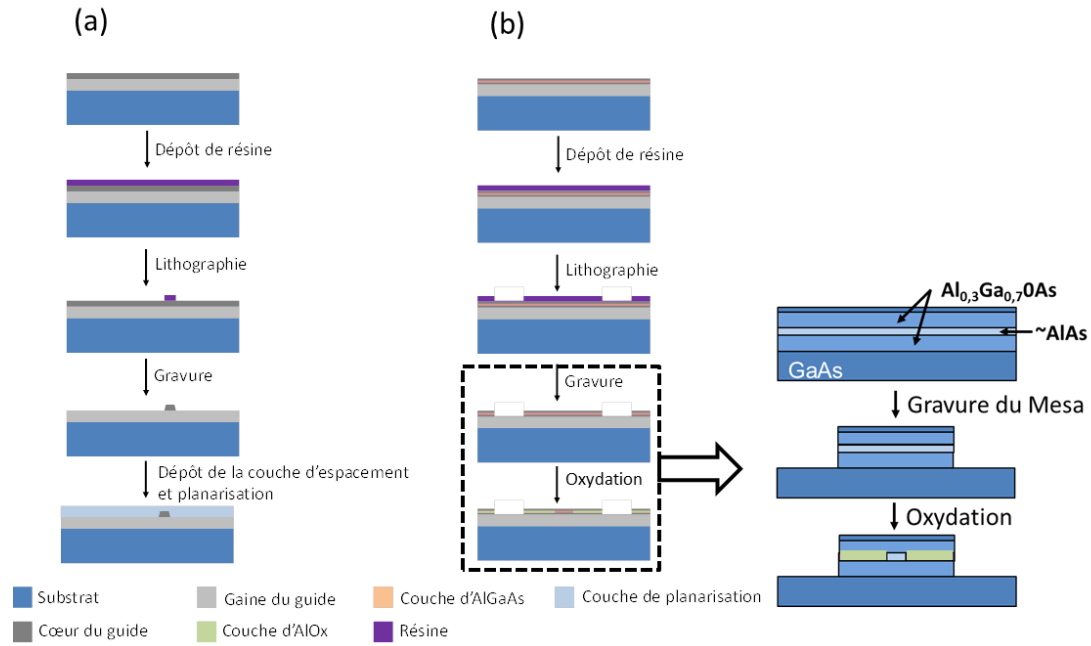 (a)
Dépôt de résine
Lithographie
Gravure
Dépôt de la couche d'espacement
et planarisation
(b)
Dépôt de résine
Lithographie
Gravure
Oxydation
Al0,3Ga0,70As
~AlAs
GaAs
Gravure du Mesa
Oxydation
Substrat
Gaine du guide
Couche d'AlGaAs
Couche de planarisation
Cœur du guide
Couche d'AlOx
Résine